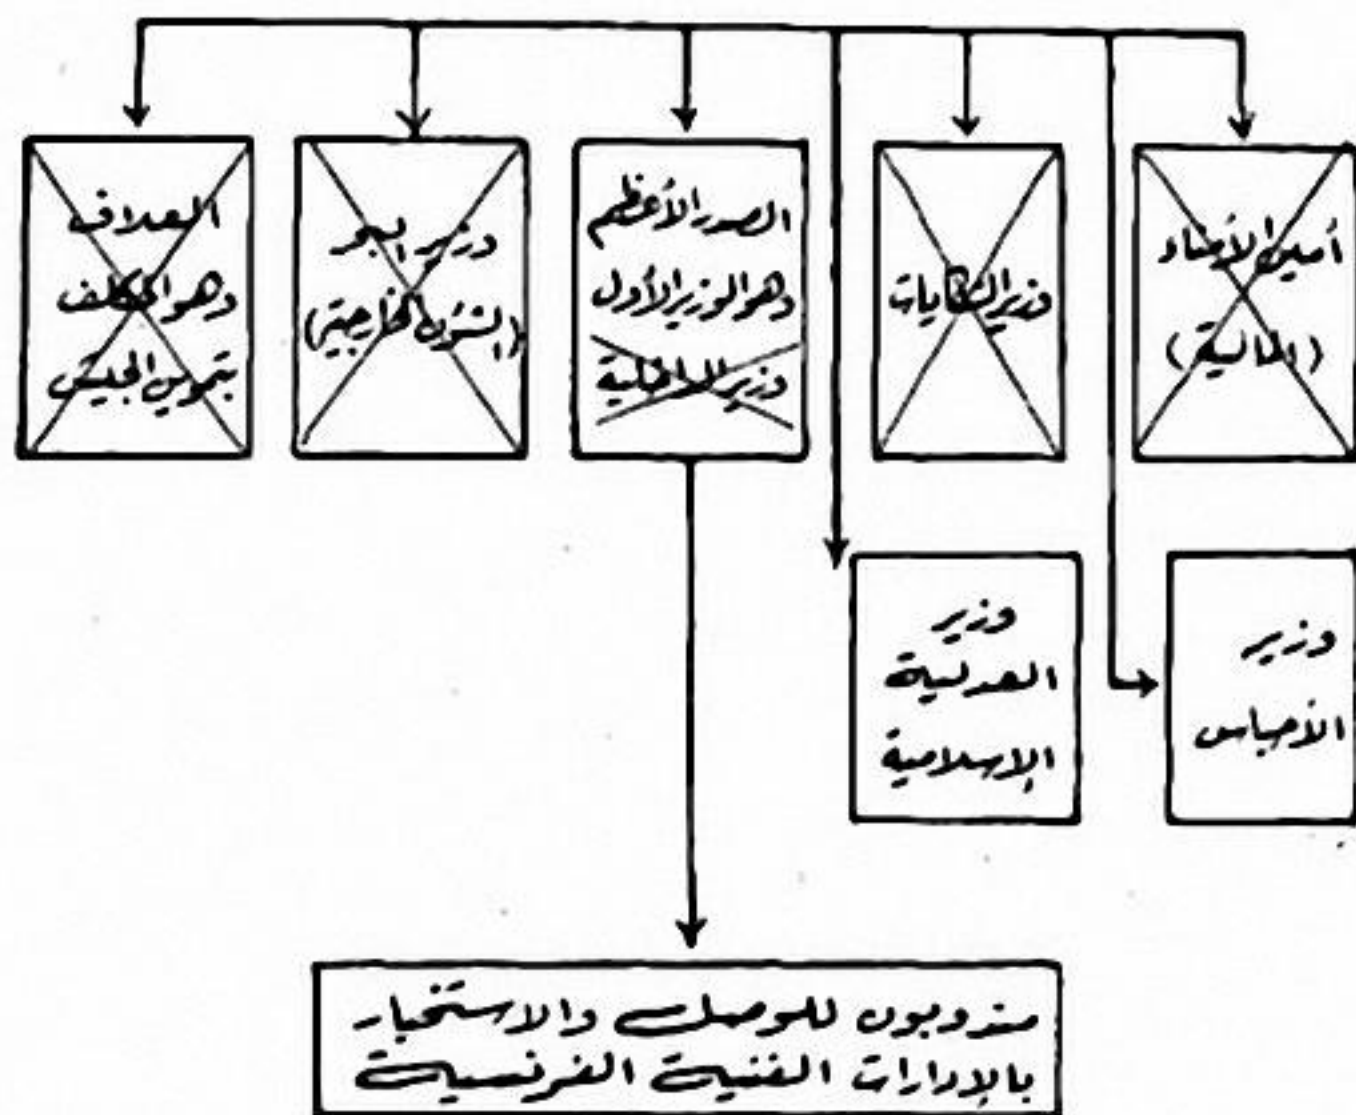 أمين الأمناء
(المالية)
وزير الشكايات
الصدر الأعظم
وهو الوزير الأول
وزير الداخلية
وزير البحر
(الشؤون الخارجية)
العلاف
وهو المكلف
بتموين الجيش
وزير
الأحباس
وزير
العدلية
الإسلامية
مندوبون للوصل والاستخبار
بالإدارات الفنية الفرنسية